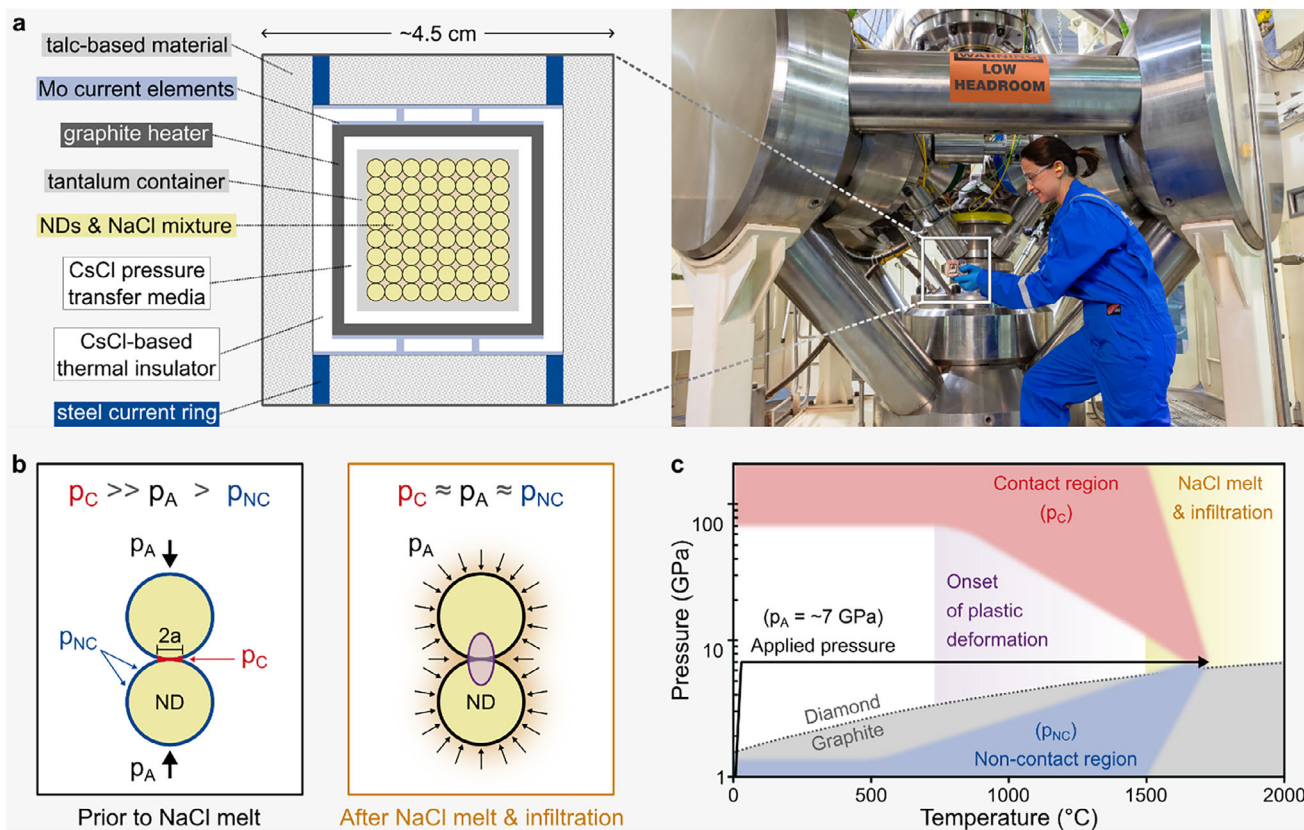 a
~4.5 cm
talc-based material
Mo current elements
graphite heater
tantalum container
NDs & NaCl mixture
CsCl pressure
transfer media
CsCl-based
thermal insulator
steel current ring
WARNING
LOW
HEADROOM
b
pC >> pA > pNC
pA
2a
pNC
pC
ND
pA
Prior to NaCl melt
pC ≈ pA ≈ pNC
pA
ND
After NaCl melt & infiltration
c
Pressure (GPa)
100
10
1
Contact region
(pC)
NaCl melt
& infiltration
Onset
of plastic
deformation
(pA = ~7 GPa)
Applied pressure
Diamond
Graphite
(pNC)
Non-contact region
0
500
1000
1500
2000
Temperature (°C)